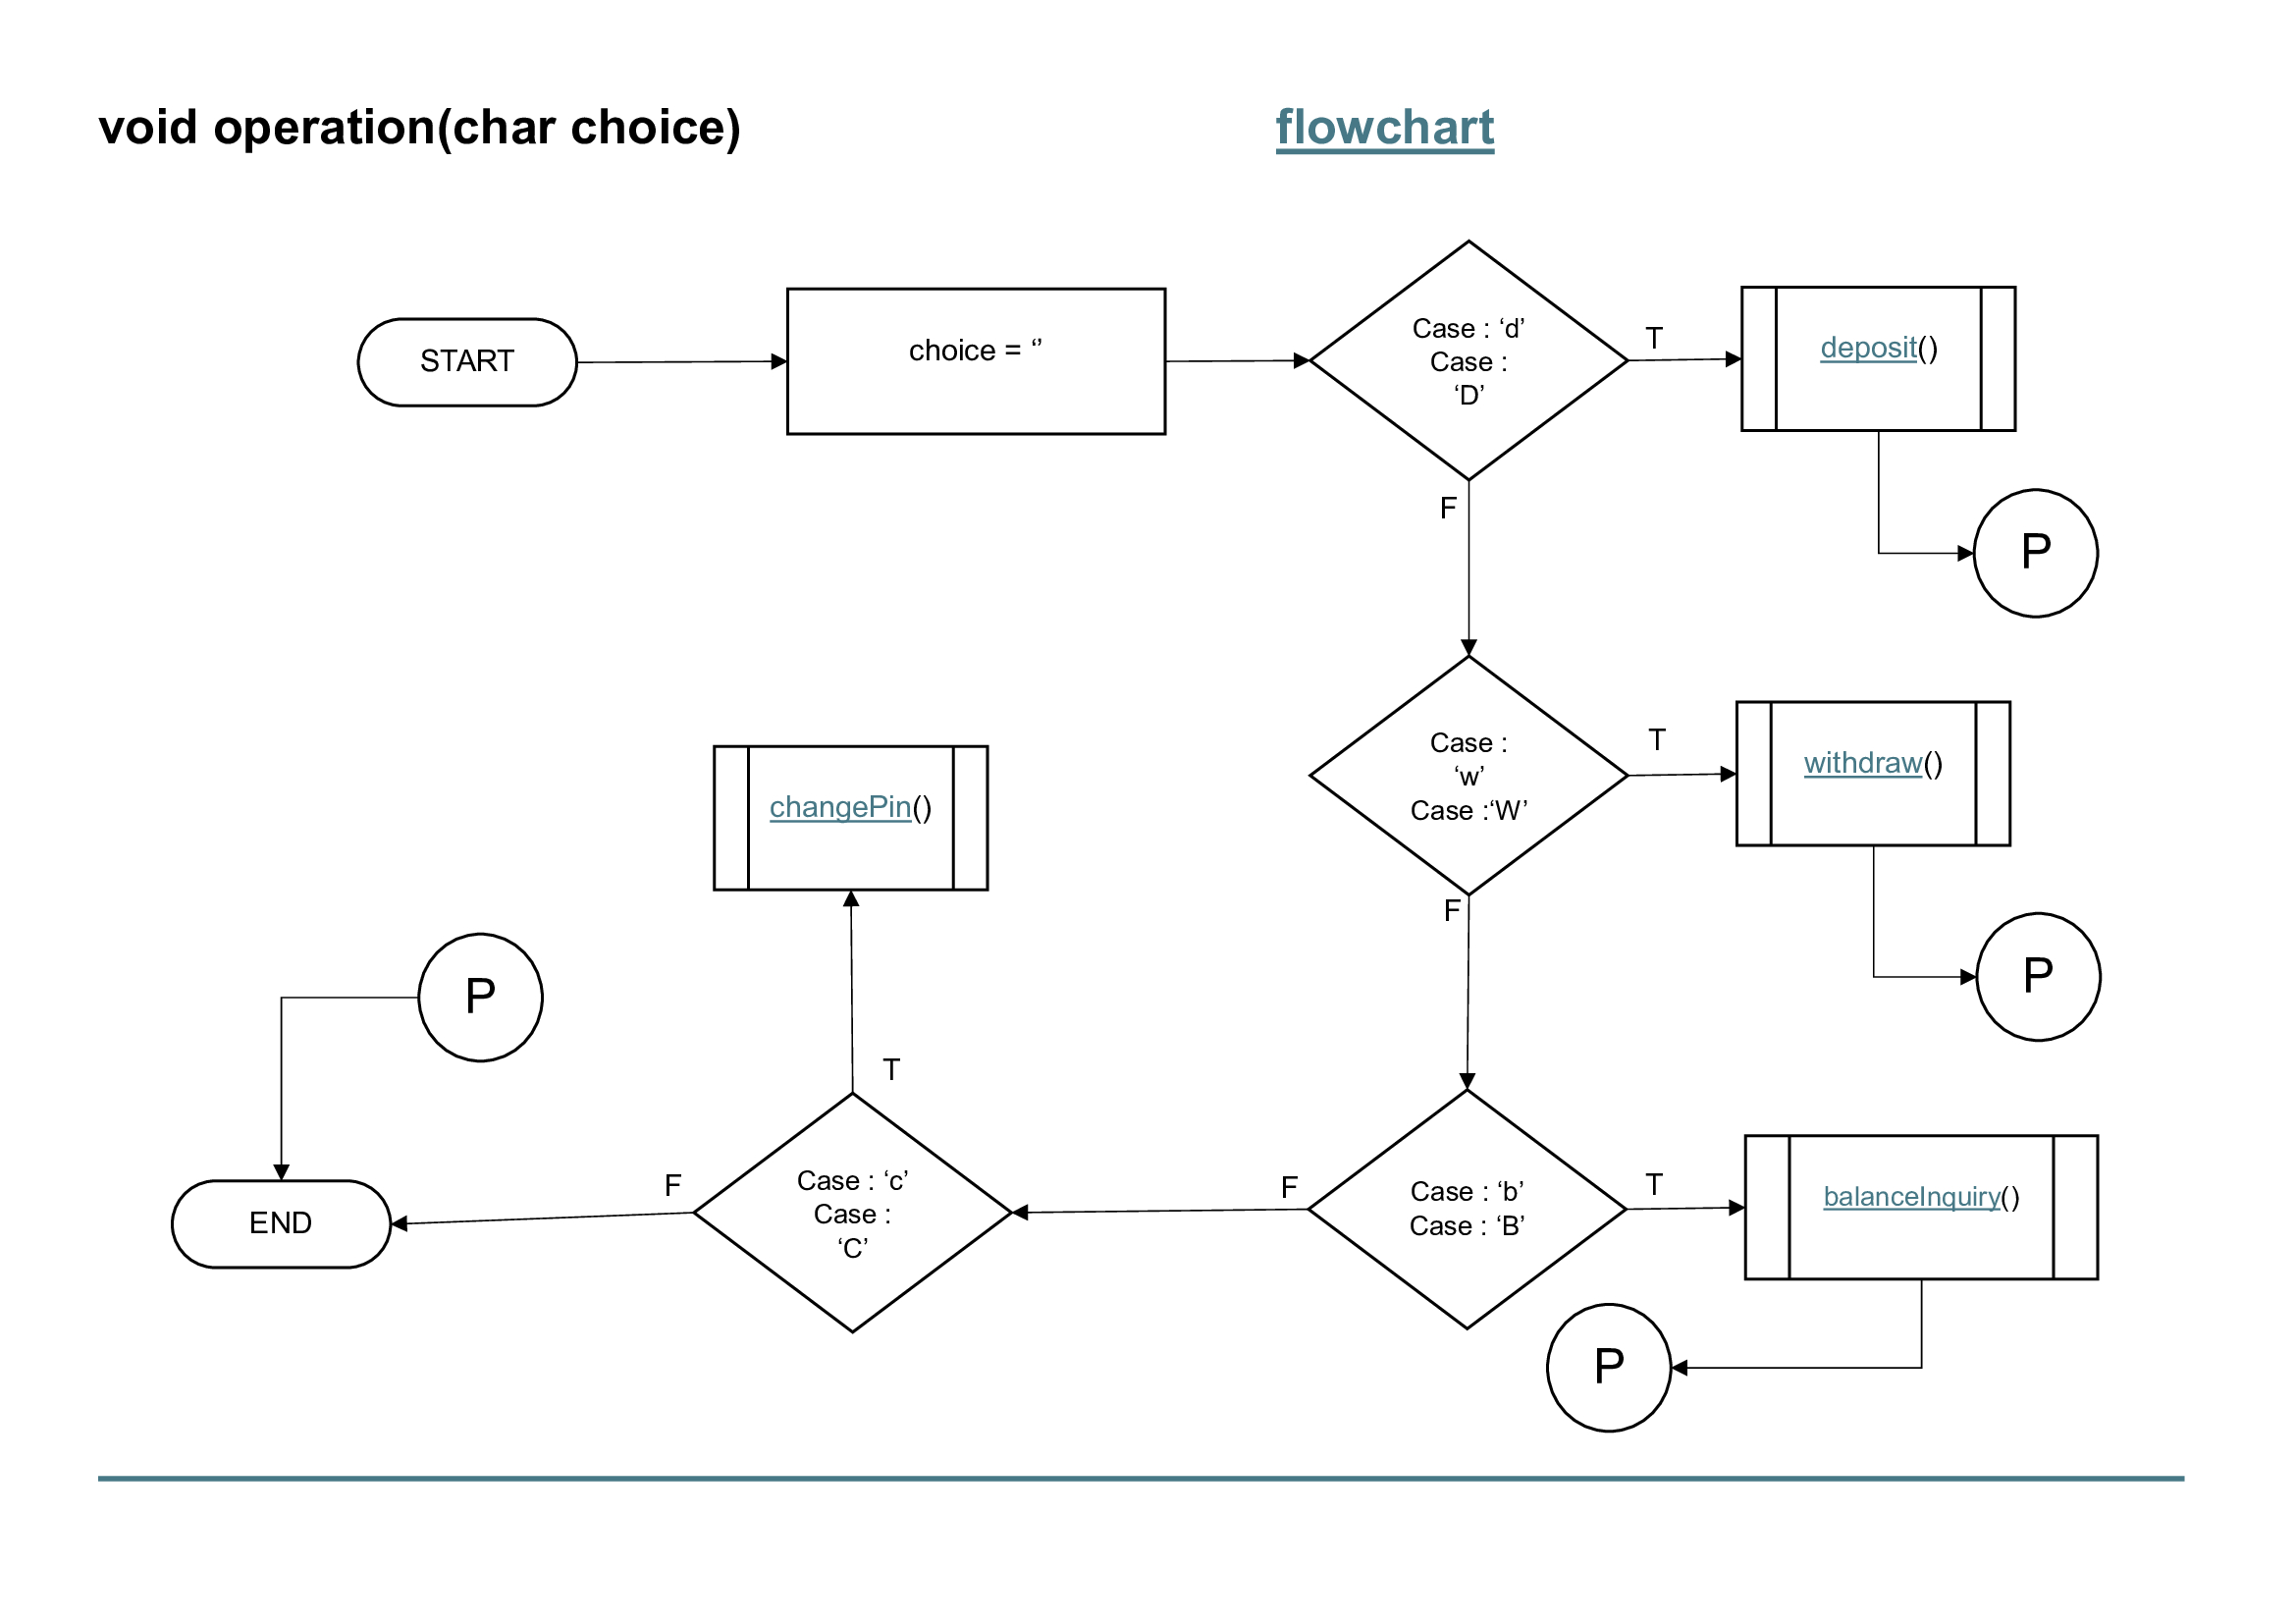 void operation(char choice)
flowchart
START
choice = ‘’
Case : ‘d’
Case :
‘D’
T
deposit()
F
P
Case :
‘w’
Case :‘W’
T
withdraw()
changePin()
F
P
P
T
Case : ‘b’
Case : ‘B’
T
balanceInquiry()
F
Case : ‘c’
Case :
‘C’
F
END
P